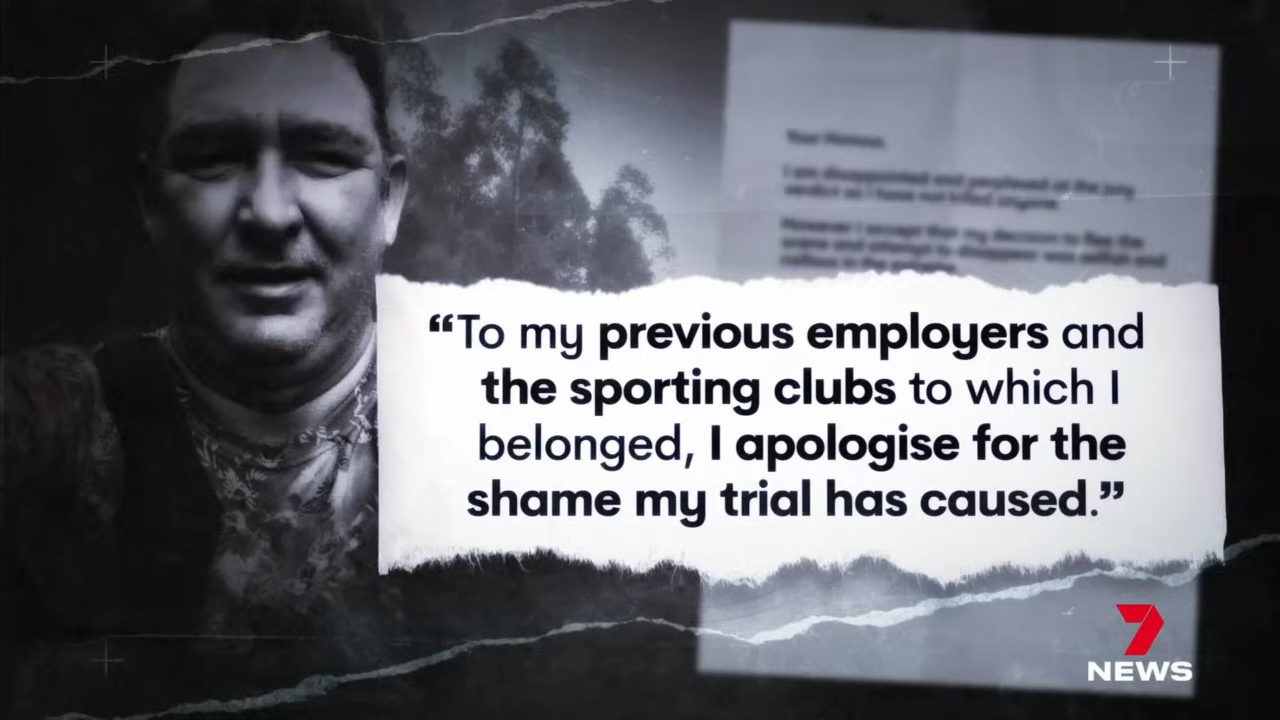 Your Honour,
I am disappointed and perplexed at the jury
verdict as I have not killed anyone.
However I accept that my decision to flee the
scene and attempt to disappear was selfish and
callous in the extreme.
“To my previous employers and
the sporting clubs to which I
belonged, I apologise for the
shame my trial has caused.”
7
NEWS